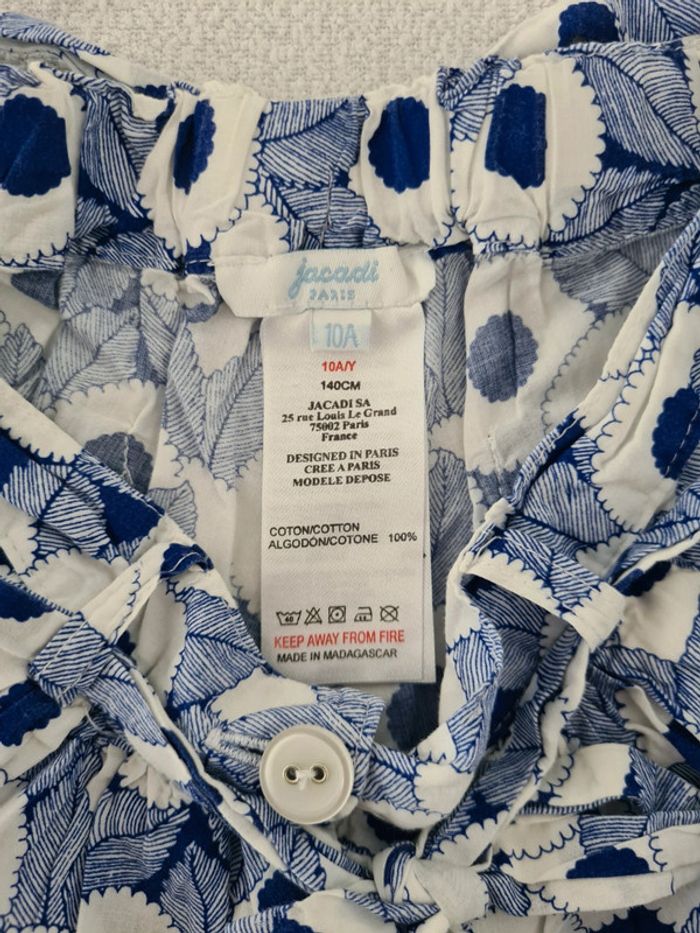 jacadi
PARIS
10A
10A/Y
140CM
JACADI SA
25 rue Louis Le Grand
75002 Paris
France
DESIGNED IN PARIS
CREE A PARIS
MODELE DEPOSE
COTON/COTTON
ALGODÓN/COTONE 100%
40
KEEP AWAY FROM FIRE
MADE IN MADAGASCAR